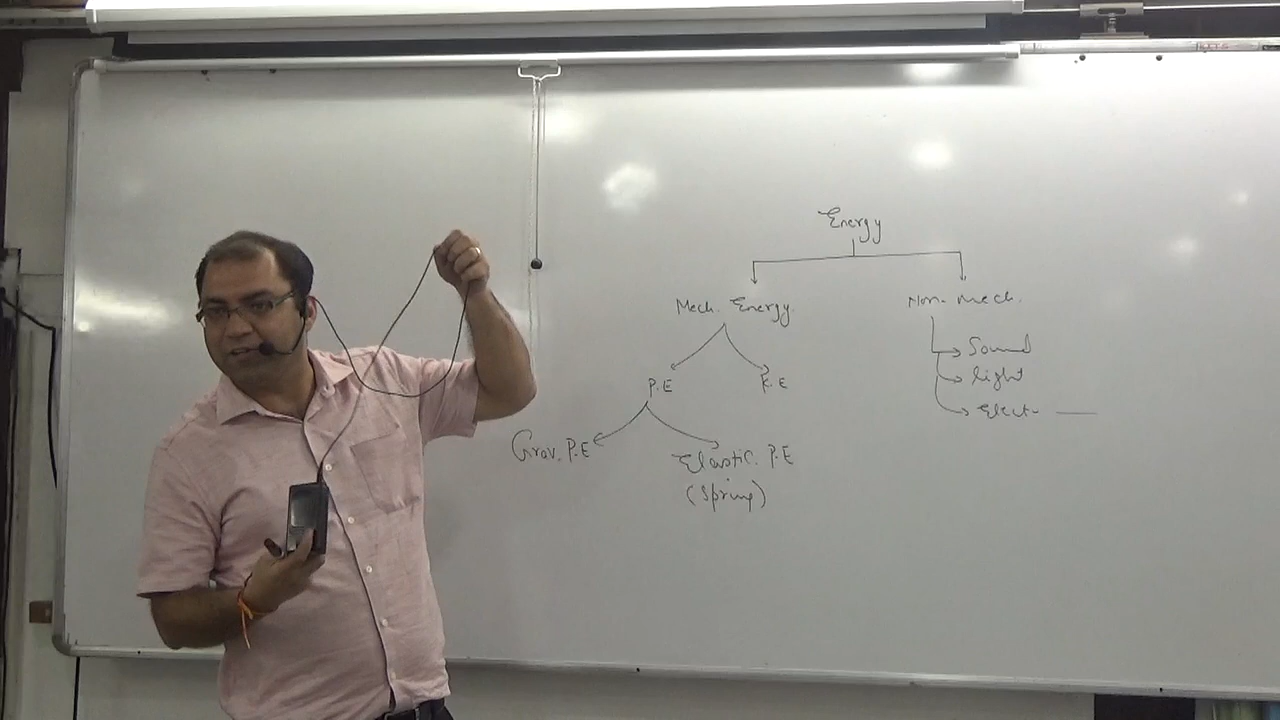 Energy
Mech. Energy
Non-Mech.
Sound
light
Elect.
P.E
K.E
Grav. P.E
Elastic. P.E
(Spring)